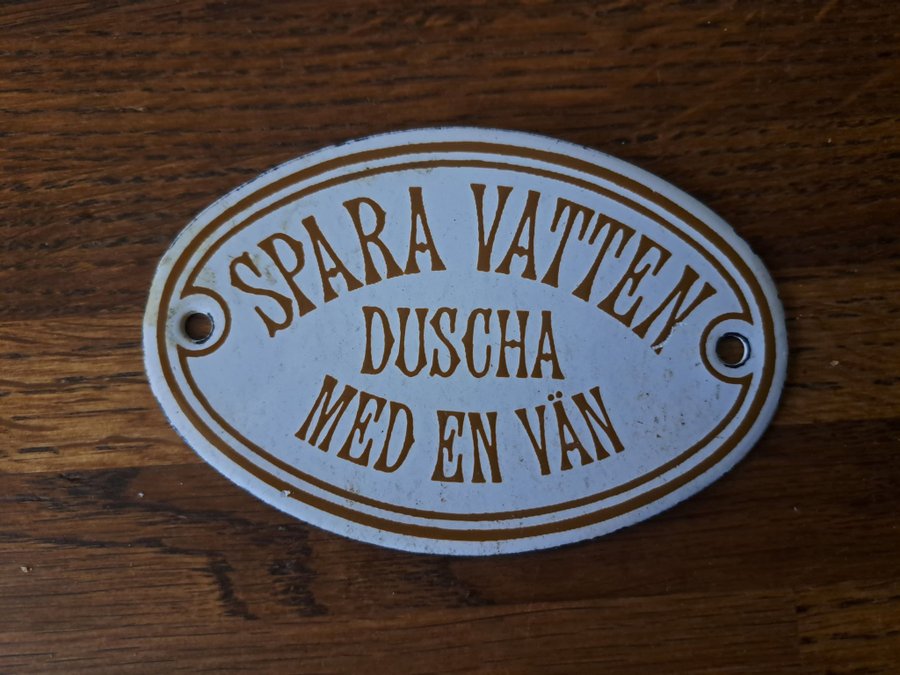 SPARA VATTEN
DUSCHA
MED EN VÄN